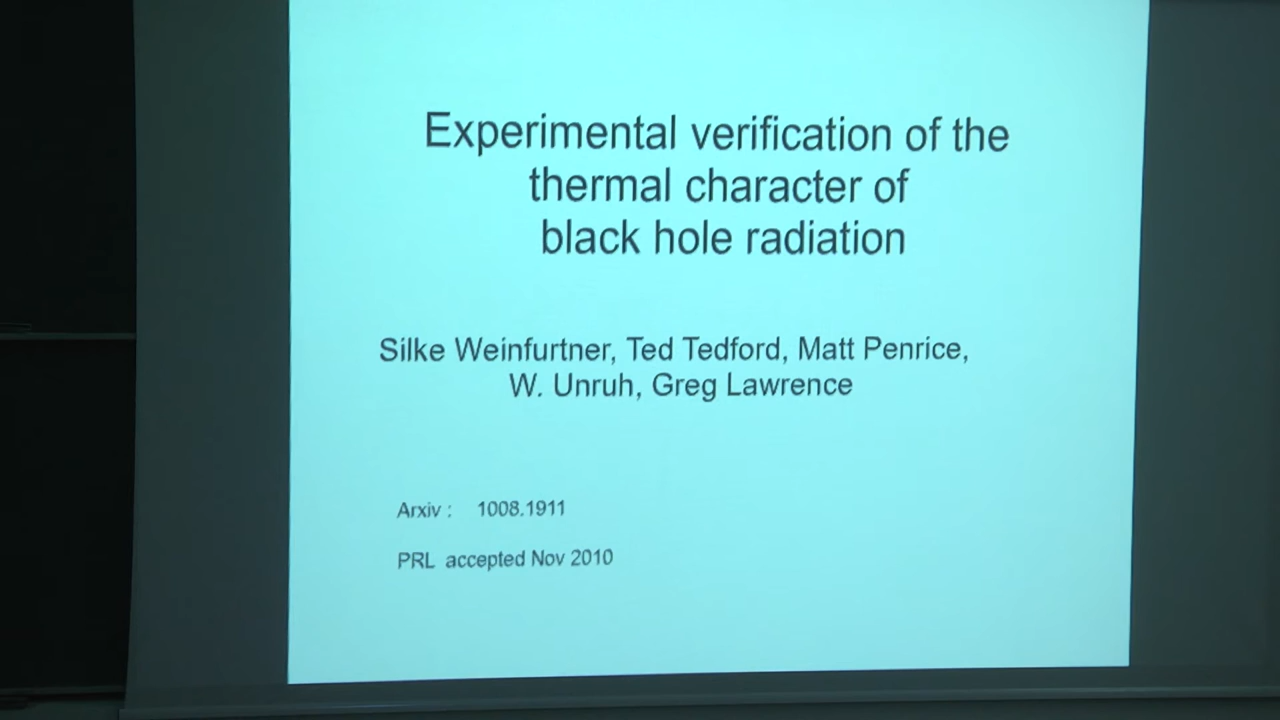 Experimental verification of the
thermal character of
black hole radiation
Silke Weinfurtner, Ted Tedford, Matt Penrice,
W. Unruh, Greg Lawrence
Arxiv : 1008.1911
PRL accepted Nov 2010